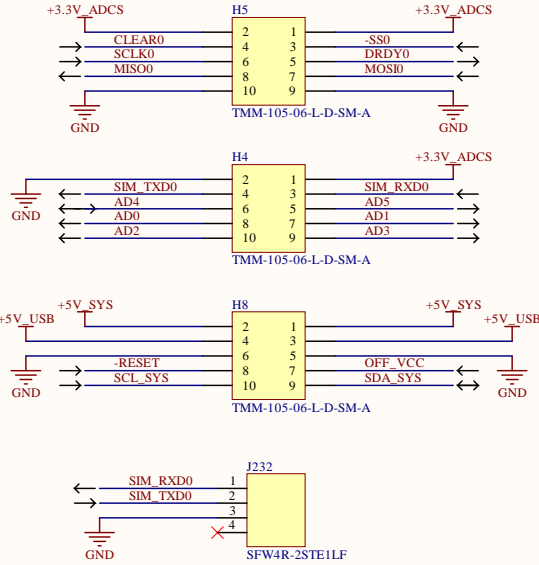 +3.3V_ADCS H5 +3.3V_ADCS
2 1
CLEAR0 4 3 -SS0
SCLK0 6 5 DRDY0
MISO0 8 7 MOSI0
10 9
GND GND
TMM-105-06-L-D-SM-A
H4 +3.3V_ADCS
2 1
SIM_TXD0 4 3 SIM_RXD0
AD4 6 5 AD5
AD0 8 7 AD1
AD2 10 9 AD3
GND
TMM-105-06-L-D-SM-A
+5V_SYS H8 +5V_SYS
+5V_USB 2 1 +5V_USB
4 3
6 5
-RESET 8 7 OFF_VCC
SCL_SYS 10 9 SDA_SYS
GND GND
TMM-105-06-L-D-SM-A
J232
SIM_RXD0 1
SIM_TXD0 2
3
4
GND
SFW4R-2STE1LF